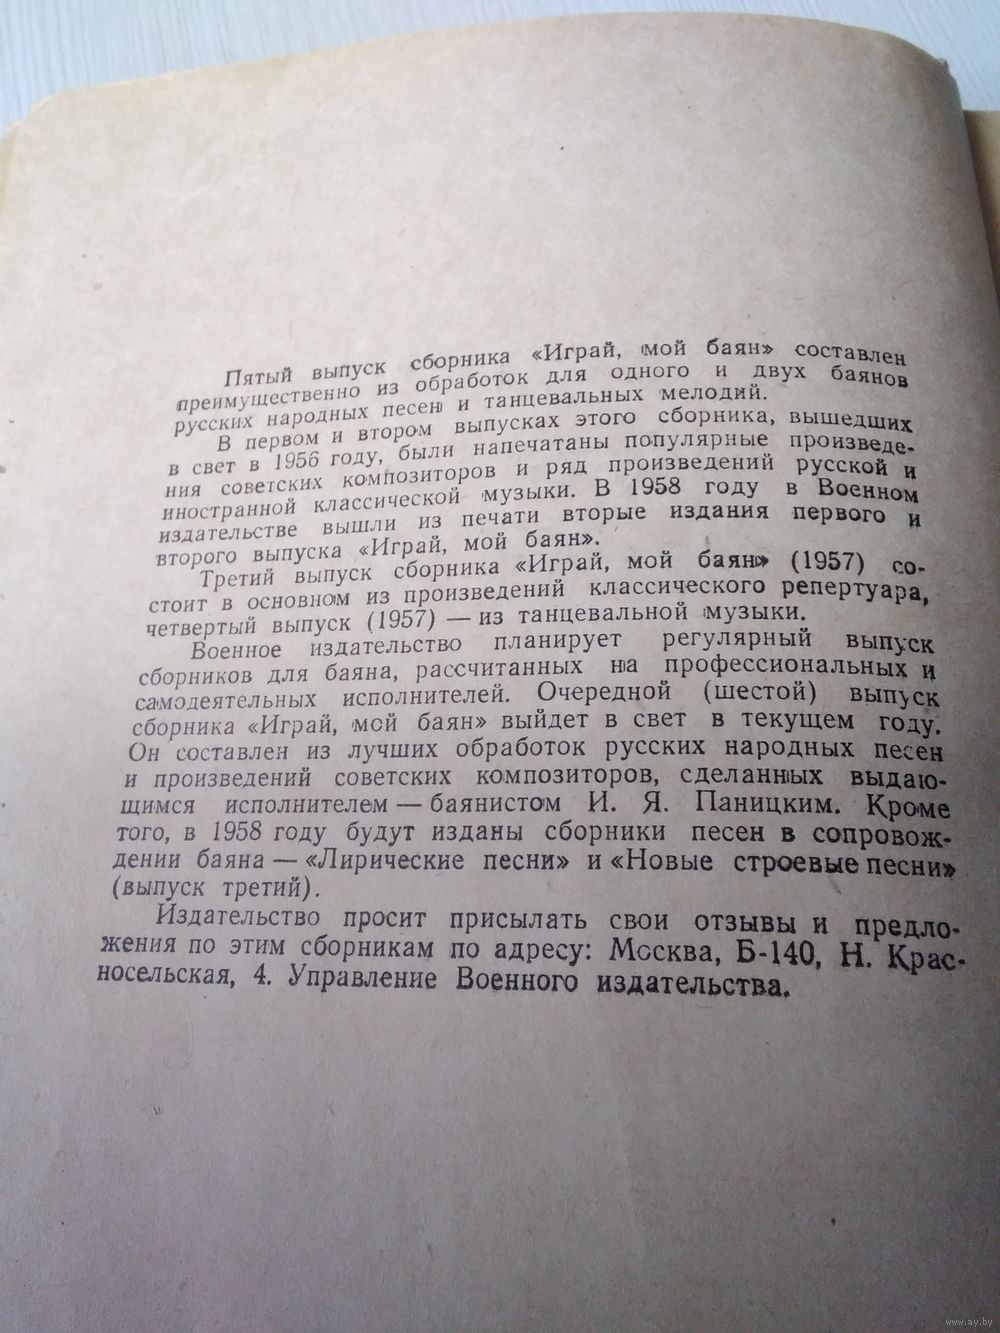 Пятый выпуск сборника «Играй, мой баян» составлен
преимущественно из обработок для одного и двух баянов
русских народных песен и танцевальных мелодий.
В первом и втором выпусках этого сборника, вышедших
в свет в 1956 году, были напечатаны популярные произведе-
ния советских композиторов и ряд произведений русской и
иностранной классической музыки. В 1958 году в Военном
издательстве вышли из печати вторые издания первого и
второго выпуска «Играй, мой баян».
Третий выпуск сборника «Играй, мой баян» (1957) со-
стоит в основном из произведений классического репертуара,
четвертый выпуск (1957) — из танцевальной музыки.
Военное издательство планирует регулярный выпуск
сборников для баяна, рассчитанных на профессиональных и
самодеятельных исполнителей. Очередной (шестой) выпуск
сборника «Играй, мой баян» выйдет в свет в текущем году.
Он составлен из лучших обработок русских народных песен
и произведений советских композиторов, сделанных выдаю-
щимся исполнителем — баянистом И. Я. Паницким. Кроме
того, в 1958 году будут изданы сборники песен в сопровож-
дении баяна — «Лирические песни» и «Новые строевые песни»
(выпуск третий).
Издательство просит присылать свои отзывы и предло-
жения по этим сборникам по адресу: Москва, Б-140, Н. Крас-
носельская, 4. Управление Военного издательства.
www.ay.by